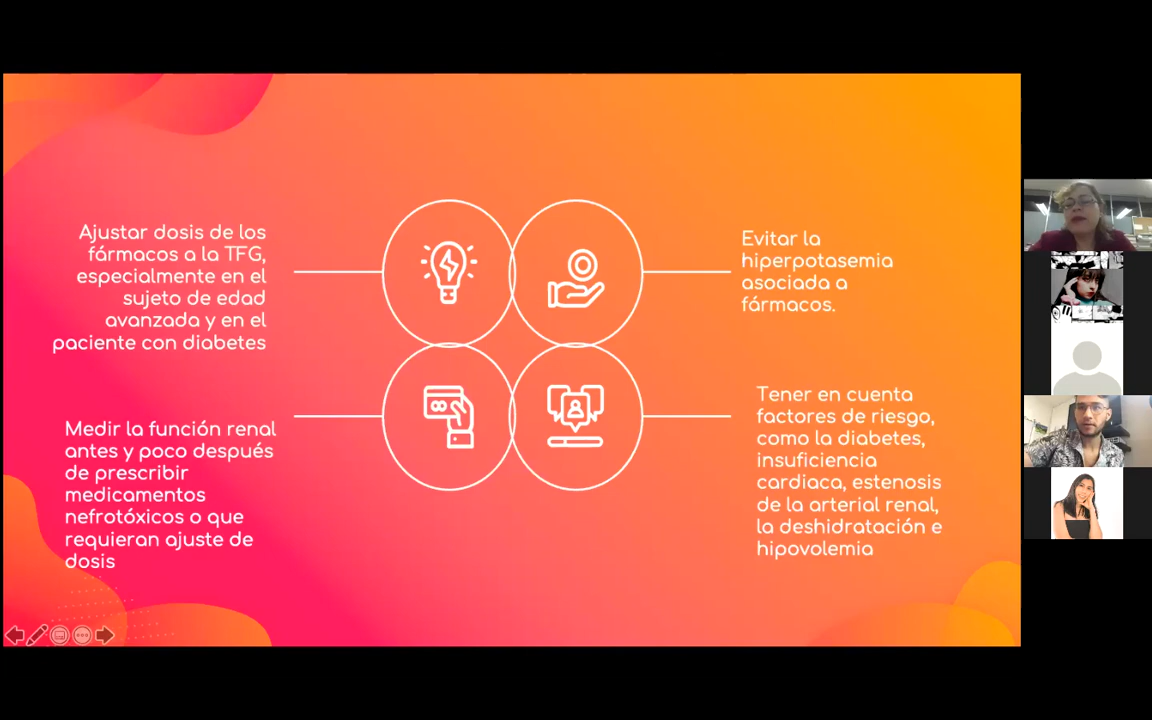 Ajustar dosis de los
fármacos a la TFG,
especialmente en el
sujeto de edad
avanzada y en el
paciente con diabetes
Evitar la
hiperpotasemia
asociada a
fármacos.
Medir la función renal
antes y poco después
de prescribir
medicamentos
nefrotóxicos o que
requieran ajuste de
dosis
Tener en cuenta
factores de riesgo,
como la diabetes,
insuficiencia
cardiaca, estenosis
de la arterial renal,
la deshidratación e
hipovolemia